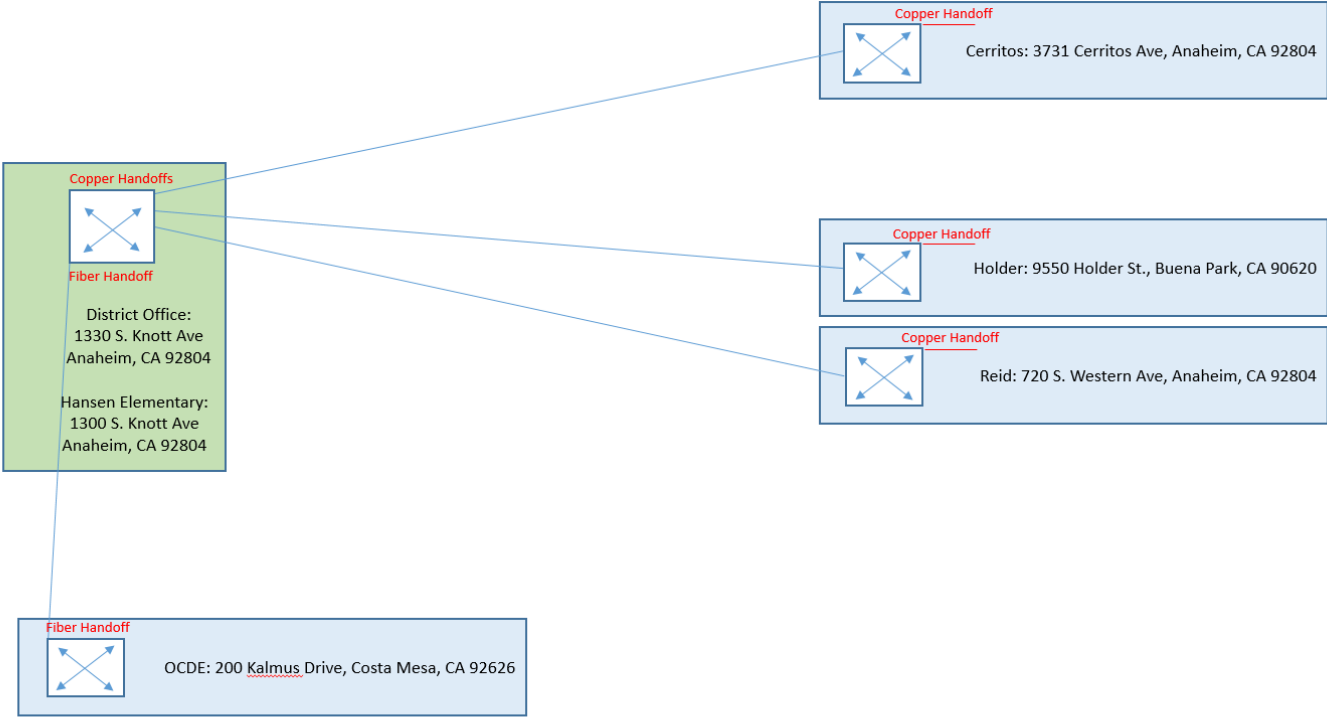 Copper Handoff
Cerritos: 3731 Cerritos Ave, Anaheim, CA 92804
Copper Handoffs
Fiber Handoff
District Office:
1330 S. Knott Ave
Anaheim, CA 92804
Hansen Elementary:
1300 S. Knott Ave
Anaheim, CA 92804
Copper Handoff
Holder: 9550 Holder St., Buena Park, CA 90620
Copper Handoff
Reid: 720 S. Western Ave, Anaheim, CA 92804
Fiber Handoff
OCDE: 200 Kalmus Drive, Costa Mesa, CA 92626